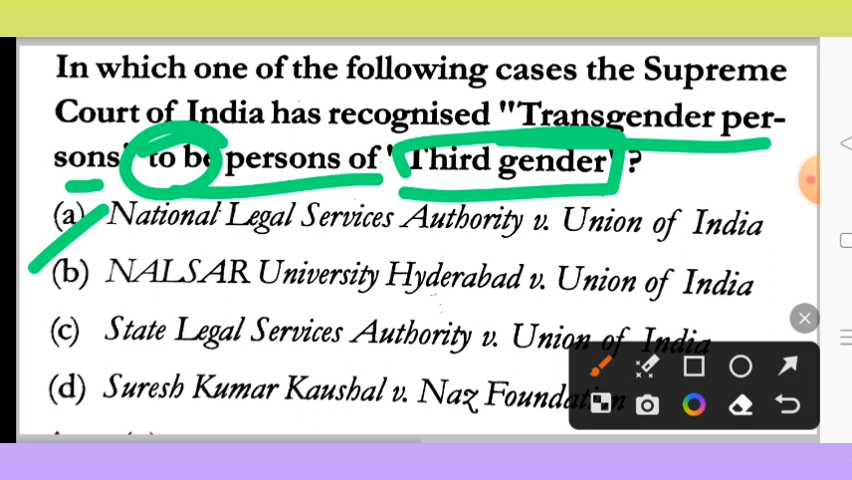 In which one of the following cases the Supreme
Court of India has recognised "Transgender per-
sons" to be persons of "Third gender" ?
(a) National Legal Services Authority v. Union of India
(b) NALSAR University Hyderabad v. Union of India
(c) State Legal Services Authority v. Union of India
(d) Suresh Kumar Kaushal v. Naz Foundation